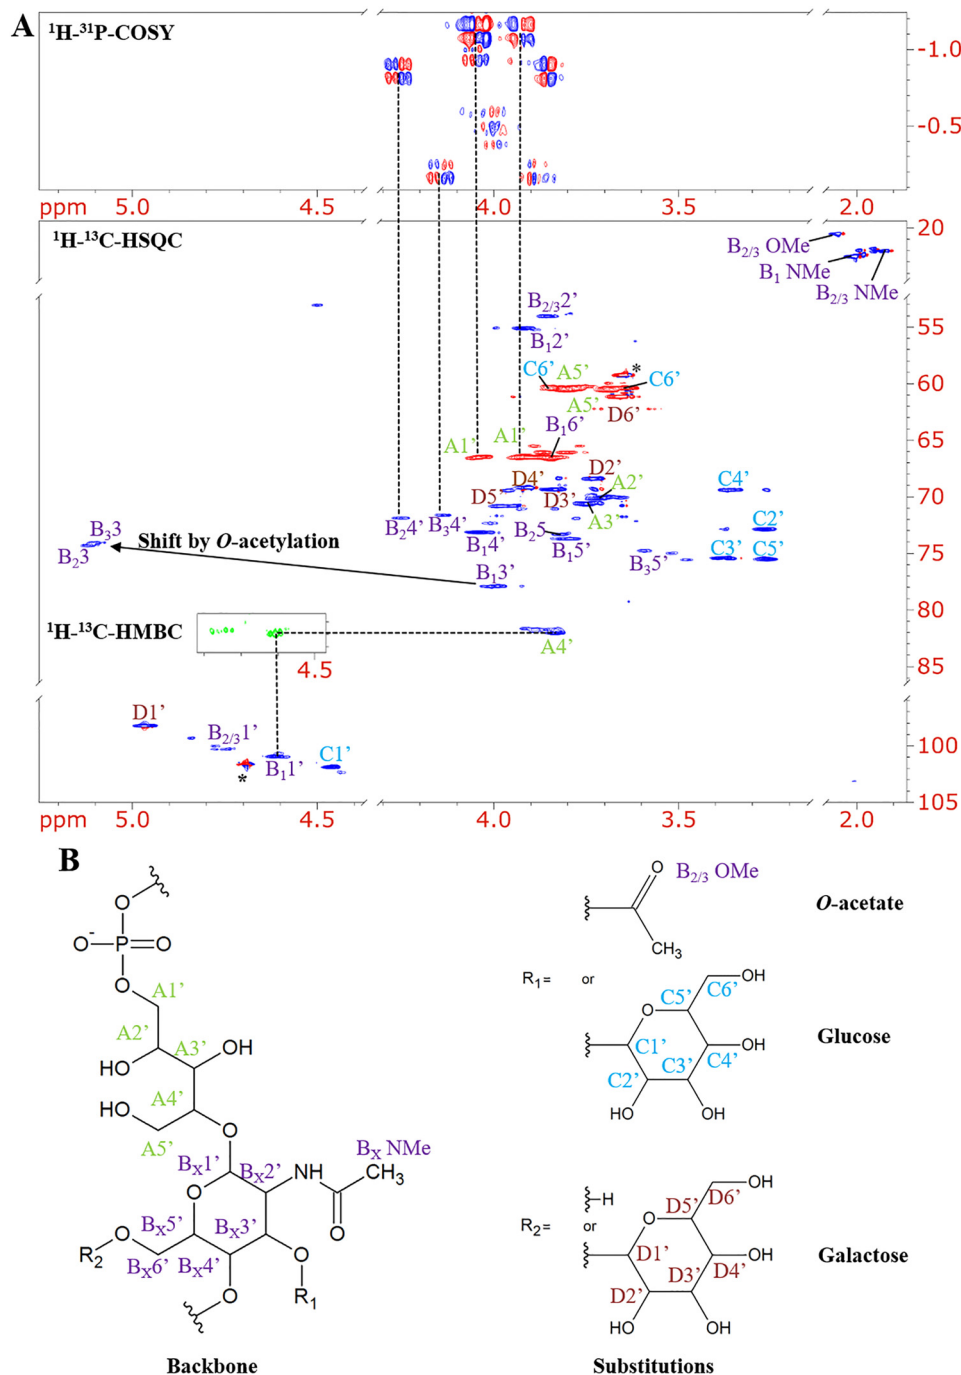 A
¹H-³¹P-COSY
-1.0
-0.5
ppm 5.0 4.5 4.0 3.5 2.0
¹H-¹³C-HSQC
20
B2/3 OMe
B1 NMe
B2/3 NMe
B2/32’
55
B12’
*
C6’ A5’ C6’
60
A5’ D6’
B16’
65
A1’ A1’
D4’ D2’ C4’
D5’ D3’ A2’
70
B24’ B34’ A3’ C2’
B33
B23
Shift by O-acetylation
B14’ B25 B15’ B35’ C3’ C5’
75
B13’
80
¹H-¹³C-HMBC
4.5
A4’
85
D1’
B2/31’
B11’ C1’
*
100
105
ppm 5.0 4.5 4.0 3.5 2.0
B
O
O⁻ P O
O
A1’
A2’ A3’
HO OH
HO A4’
A5’ O
BX1’ BX2’ NH
BX NMe
CH3
O
O
BX5’ BX3’
R2 O
BX6’ BX4’
O O
R1
Backbone
O B2/3 OMe
O-acetate
CH3
R1= or
OH
C6’
C5’
O
C1’ OH
C4’
C3’
C2’
HO OH
Glucose
R2= H
or
OH
D6’
D5’
O
D1’ OH
D4’
D3’
D2’
HO OH
Galactose
Substitutions